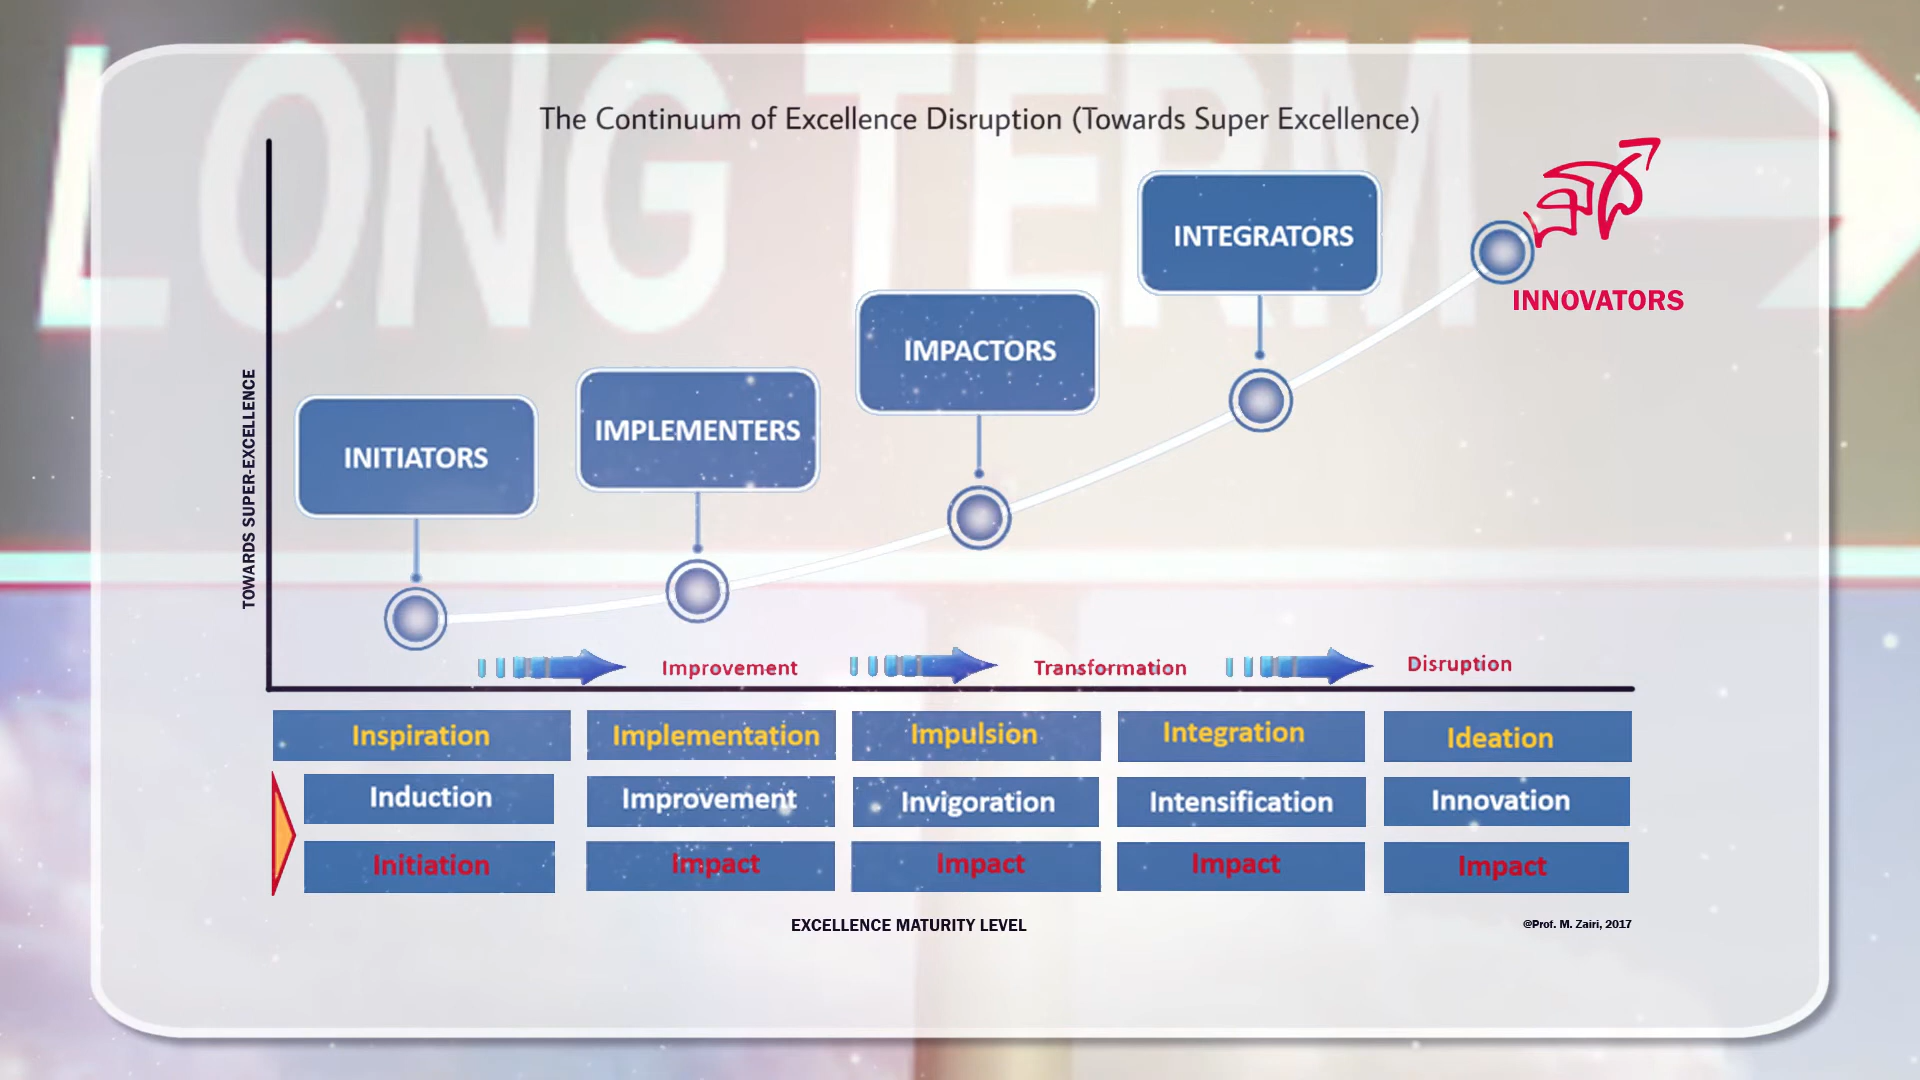 LONG TERM
The Continuum of Excellence Disruption (Towards Super Excellence)
INTEGRATORS
INNOVATORS
IMPACTORS
IMPLEMENTERS
INITIATORS
TOWARDS SUPER-EXCELLENCE
Improvement
Transformation
Disruption
Inspiration
Implementation
Impulsion
Integration
Ideation
Induction
Improvement
Invigoration
Intensification
Innovation
Initiation
Impact
Impact
Impact
Impact
EXCELLENCE MATURITY LEVEL
@Prof. M. Zairi, 2017